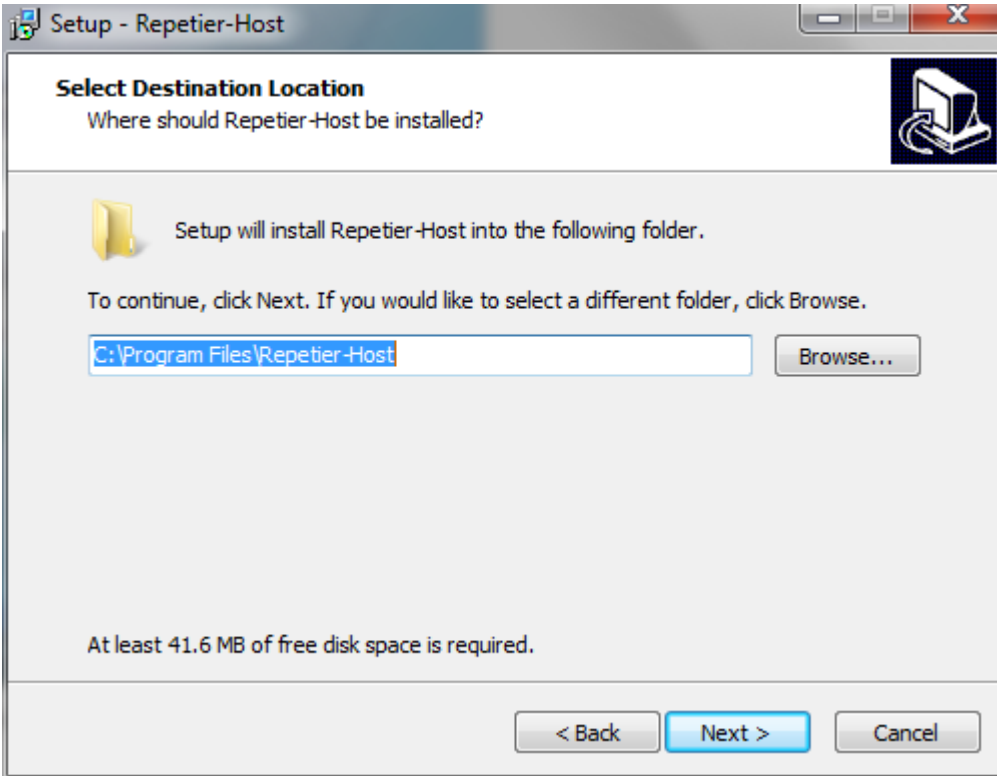 Setup - Repetier-Host
Select Destination Location
Where should Repetier-Host be installed?
Setup will install Repetier-Host into the following folder.
To continue, click Next. If you would like to select a different folder, click Browse.
C:\Program Files\Repetier-Host
Browse...
At least 41.6 MB of free disk space is required.
< Back
Next >
Cancel